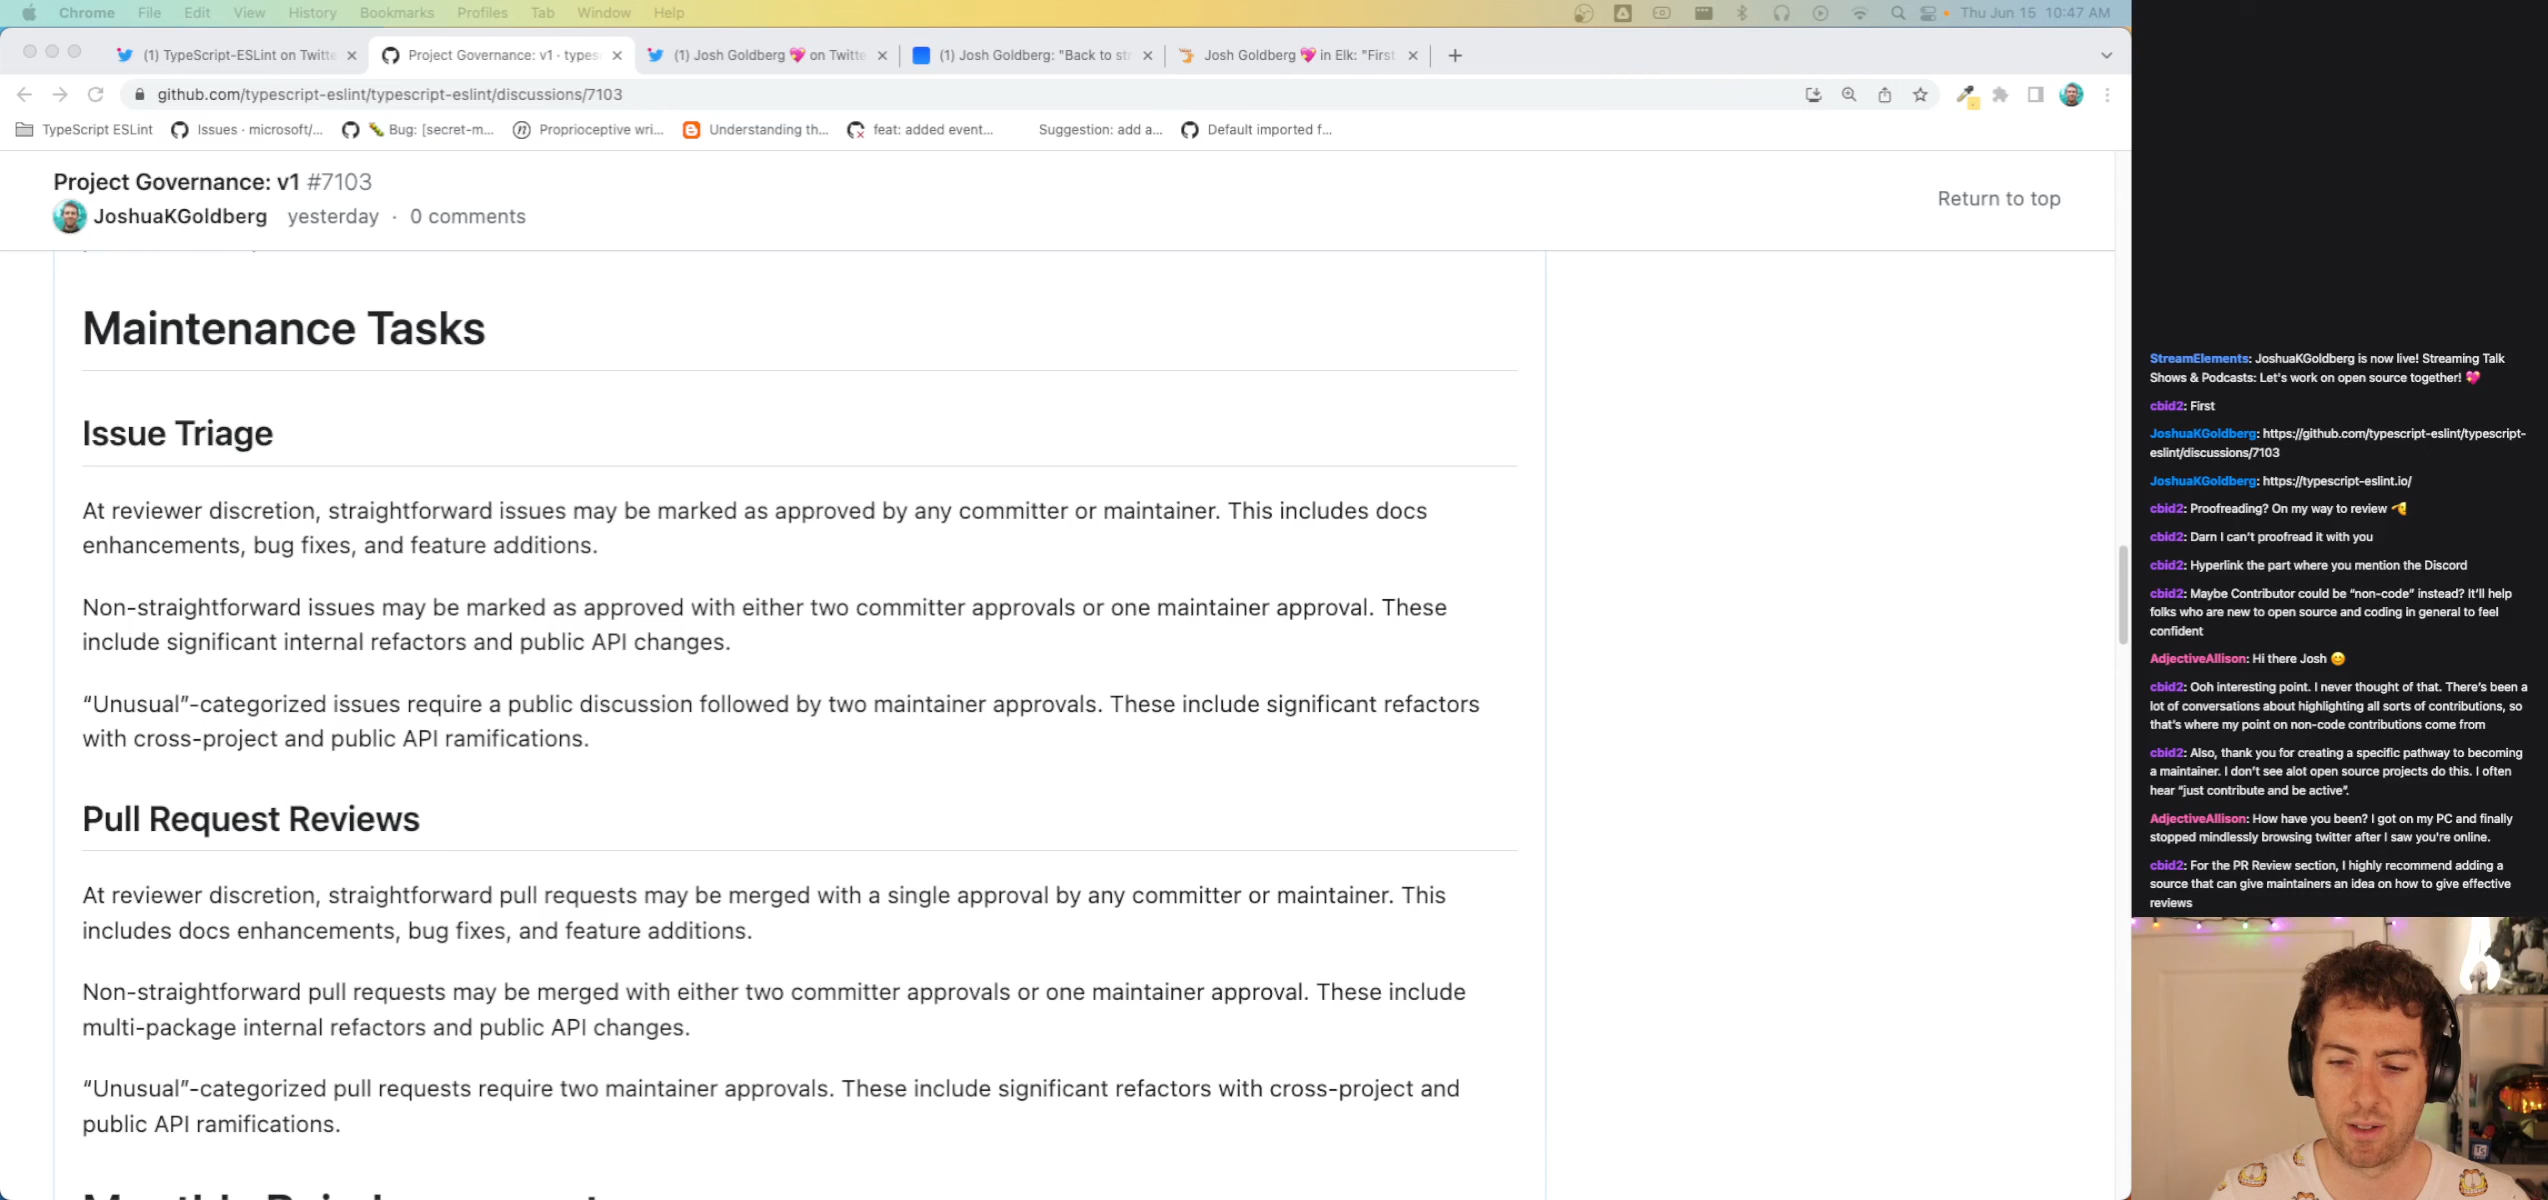 Chrome File Edit View History Bookmarks Profiles Tab Window Help Thu Jun 15 10:47 AM
(1) TypeScript-ESLint on Twitte
Project Governance: v1 · types
(1) Josh Goldberg 💖 on Twitte
(1) Josh Goldberg: "Back to str
Josh Goldberg 💖 in Elk: "First
github.com/typescript-eslint/typescript-eslint/discussions/7103
TypeScript ESLint
Issues · microsoft/...
🐛 Bug: [secret-m...
Proprioceptive wri...
Understanding th...
feat: added event...
Suggestion: add a...
Default imported f...
Project Governance: v1 #7103
JoshuaKGoldberg yesterday · 0 comments
Return to top
Maintenance Tasks
Issue Triage
At reviewer discretion, straightforward issues may be marked as approved by any committer or maintainer. This includes docs
enhancements, bug fixes, and feature additions.
Non-straightforward issues may be marked as approved with either two committer approvals or one maintainer approval. These
include significant internal refactors and public API changes.
“Unusual”-categorized issues require a public discussion followed by two maintainer approvals. These include significant refactors
with cross-project and public API ramifications.
Pull Request Reviews
At reviewer discretion, straightforward pull requests may be merged with a single approval by any committer or maintainer. This
includes docs enhancements, bug fixes, and feature additions.
Non-straightforward pull requests may be merged with either two committer approvals or one maintainer approval. These include
multi-package internal refactors and public API changes.
“Unusual”-categorized pull requests require two maintainer approvals. These include significant refactors with cross-project and
public API ramifications.
StreamElements: JoshuaKGoldberg is now live! Streaming Talk
Shows & Podcasts: Let's work on open source together! 💖
cbid2: First
JoshuaKGoldberg: https://github.com/typescript-eslint/typescript-
eslint/discussions/7103
JoshuaKGoldberg: https://typescript-eslint.io/
cbid2: Proofreading? On my way to review 🫡
cbid2: Darn I can’t proofread it with you
cbid2: Hyperlink the part where you mention the Discord
cbid2: Maybe Contributor could be “non-code” instead? It’ll help
folks who are new to open source and coding in general to feel
confident
AdjectiveAllison: Hi there Josh 😊
cbid2: Ooh interesting point. I never thought of that. There’s been a
lot of conversations about highlighting all sorts of contributions, so
that’s where my point on non-code contributions come from
cbid2: Also, thank you for creating a specific pathway to becoming
a maintainer. I don’t see alot open source projects do this. I often
hear “just contribute and be active”.
AdjectiveAllison: How have you been? I got on my PC and finally
stopped mindlessly browsing twitter after I saw you're online.
cbid2: For the PR Review section, I highly recommend adding a
source that can give maintainers an idea on how to give effective
reviews